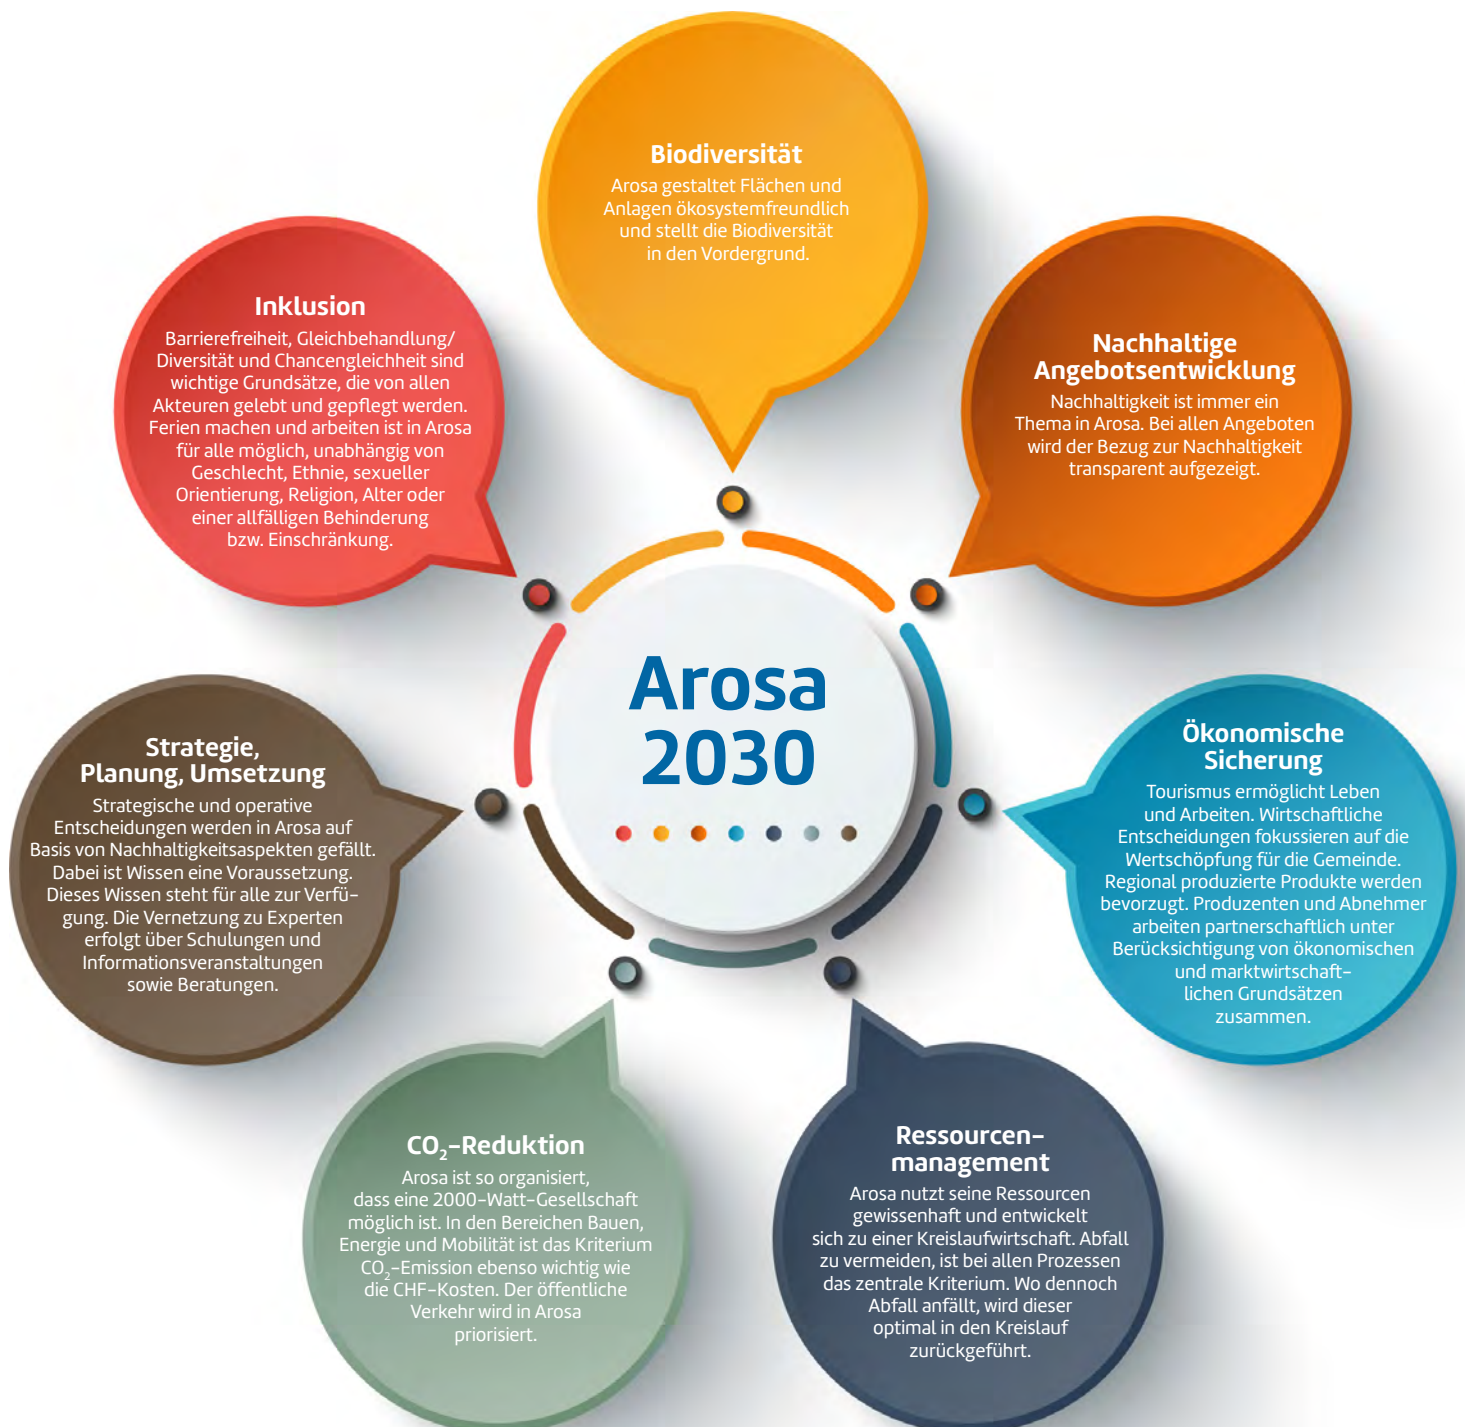 Biodiversität
Arosa gestaltet Flächen und
Anlagen ökosystemfreundlich
und stellt die Biodiversität
in den Vordergrund.
Inklusion
Barrierefreiheit, Gleichbehandlung/
Diversität und Chancengleichheit sind
wichtige Grundsätze, die von allen
Akteuren gelebt und gepflegt werden.
Ferien machen und arbeiten ist in Arosa
für alle möglich, unabhängig von
Geschlecht, Ethnie, sexueller
Orientierung, Religion, Alter oder
einer allfälligen Behinderung
bzw. Einschränkung.
Nachhaltige
Angebotsentwicklung
Nachhaltigkeit ist immer ein
Thema in Arosa. Bei allen Angeboten
wird der Bezug zur Nachhaltigkeit
transparent aufgezeigt.
Arosa
2030
Strategie,
Planung, Umsetzung
Strategische und operative
Entscheidungen werden in Arosa auf
Basis von Nachhaltigkeitsaspekten gefällt.
Dabei ist Wissen eine Voraussetzung.
Dieses Wissen steht für alle zur Verfü-
gung. Die Vernetzung zu Experten
erfolgt über Schulungen und
Informationsveranstaltungen
sowie Beratungen.
Ökonomische
Sicherung
Tourismus ermöglicht Leben
und Arbeiten. Wirtschaftliche
Entscheidungen fokussieren auf die
Wertschöpfung für die Gemeinde.
Regional produzierte Produkte werden
bevorzugt. Produzenten und Abnehmer
arbeiten partnerschaftlich unter
Berücksichtigung von ökonomischen
und marktwirtschaft-
lichen Grundsätzen
zusammen.
CO₂-Reduktion
Arosa ist so organisiert,
dass eine 2000-Watt-Gesellschaft
möglich ist. In den Bereichen Bauen,
Energie und Mobilität ist das Kriterium
CO₂-Emission ebenso wichtig wie
die CHF-Kosten. Der öffentliche
Verkehr wird in Arosa
priorisiert.
Ressourcen-
management
Arosa nutzt seine Ressourcen
gewissenhaft und entwickelt
sich zu einer Kreislaufwirtschaft. Abfall
zu vermeiden, ist bei allen Prozessen
das zentrale Kriterium. Wo dennoch
Abfall anfällt, wird dieser
optimal in den Kreislauf
zurückgeführt.